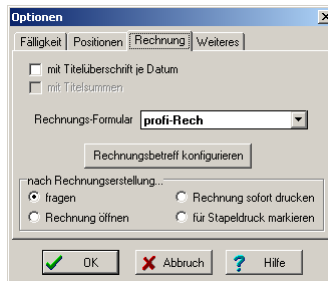 Optionen
Fälligkeit Positionen Rechnung Weiteres
mit Titelüberschrift je Datum
mit Titelsummen
Rechnungs-Formular profi-Rech
Rechnungsbetreff konfigurieren
nach Rechnungserstellung...
fragen Rechnung sofort drucken
Rechnung öffnen für Stapeldruck markieren
OK Abbruch ? Hilfe